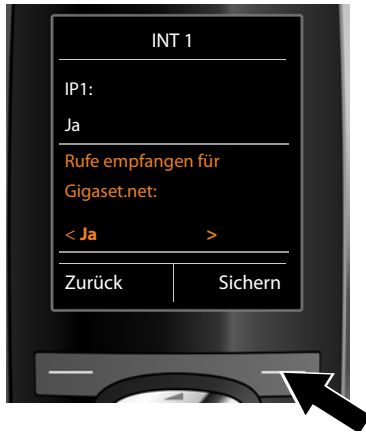 INT 1
IP1:
Ja
Rufe empfangen für
Gigaset.net:
< Ja >
Zurück Sichern